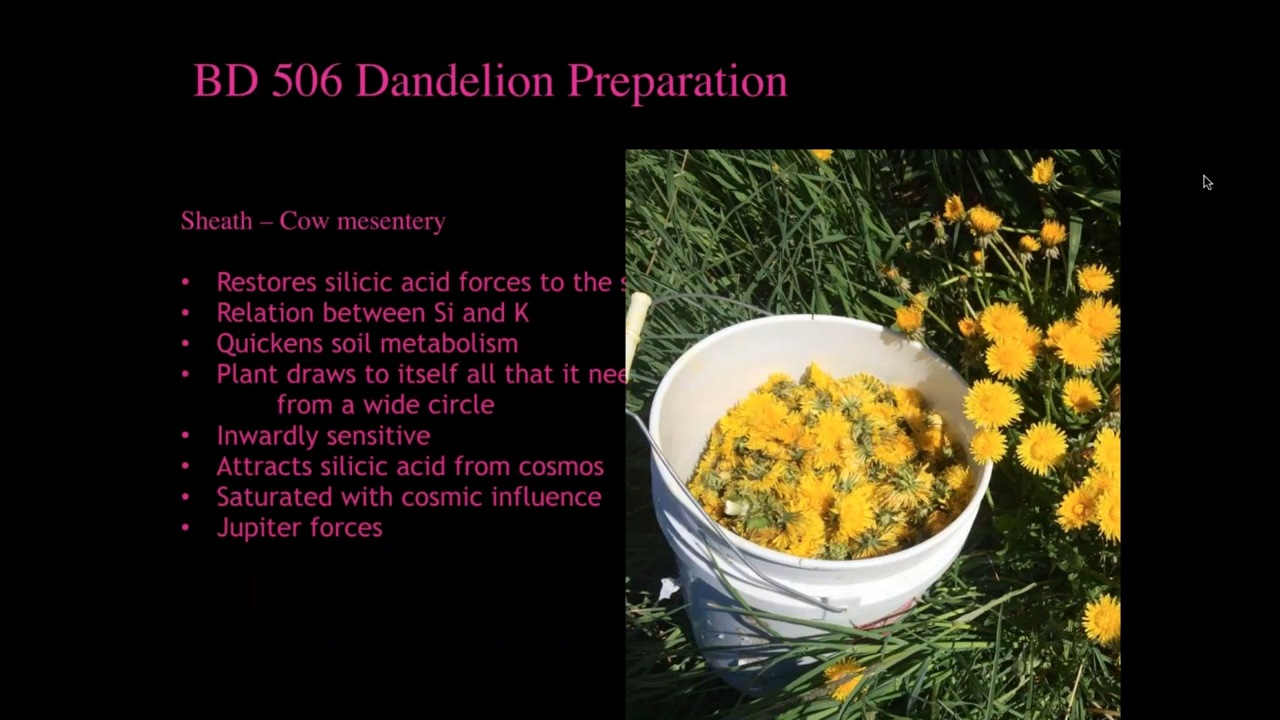 BD 506 Dandelion Preparation
Sheath – Cow mesentery
• Restores silicic acid forces to the
• Relation between Si and K
• Quickens soil metabolism
• Plant draws to itself all that it
from a wide circle
• Inwardly sensitive
• Attracts silicic acid from cosmos
• Saturated with cosmic influence
• Jupiter forces